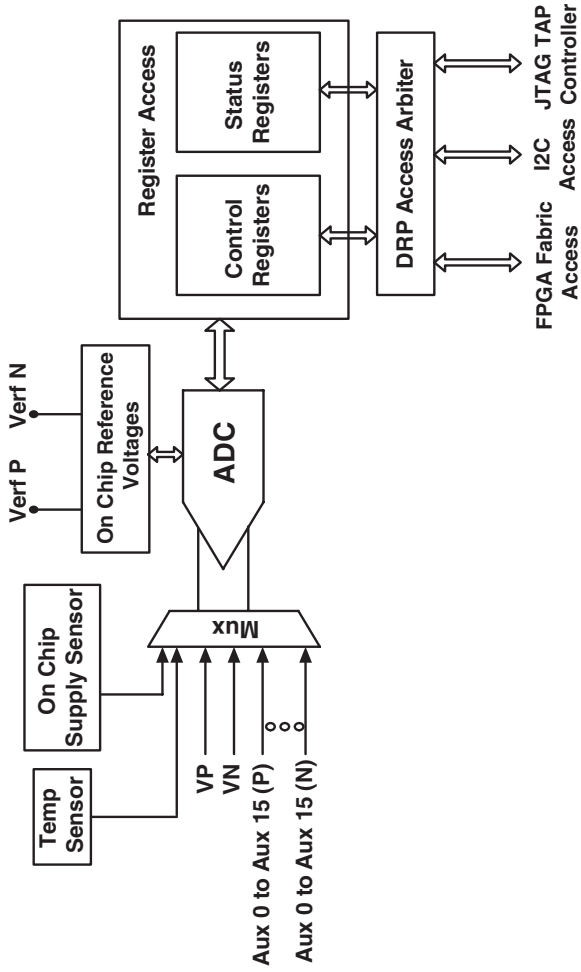 Temp
Sensor
On Chip
Supply Sensor
Verf P
Verf N
On Chip Reference
Voltages
VP
VN
Aux 0 to Aux 15 (P)
Aux 0 to Aux 15 (N)
Mux
ADC
Register Access
Control
Registers
Status
Registers
DRP Access Arbiter
FPGA Fabric
Access
I2C
Access
JTAG TAP
Controller